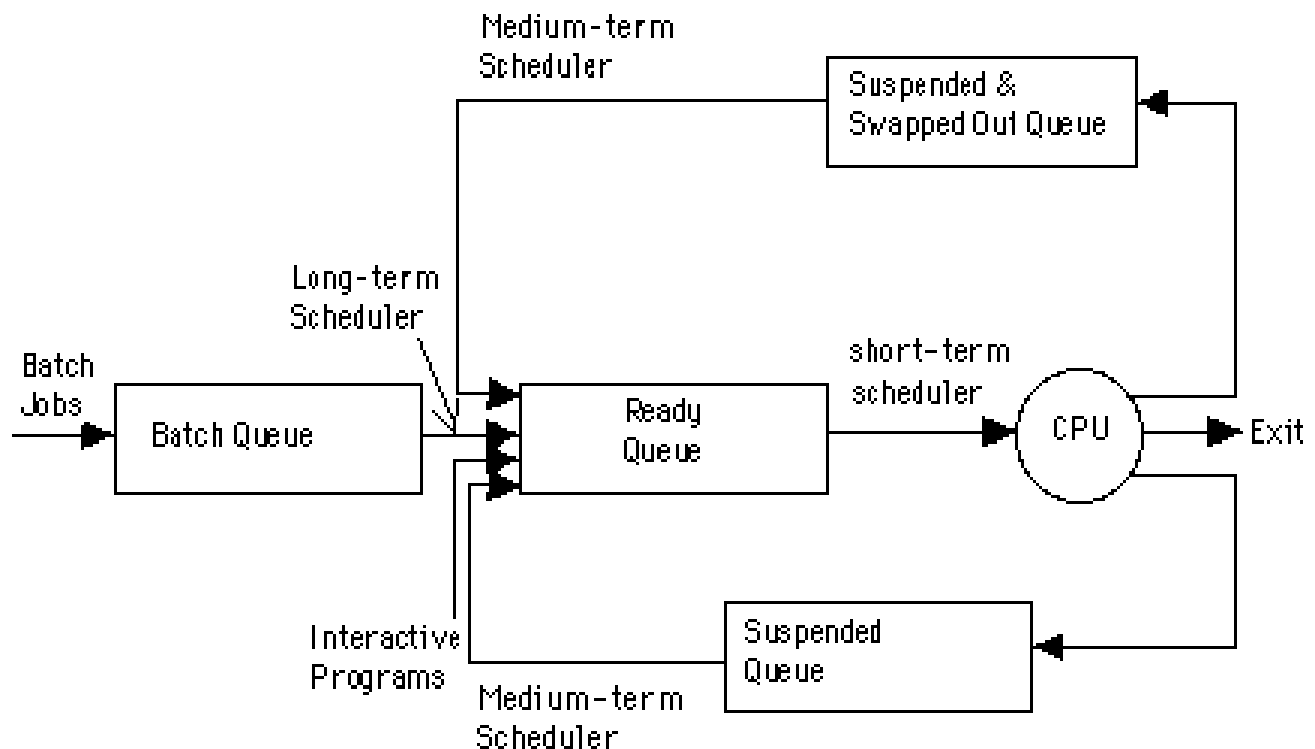 Medium-term
Scheduler
Suspended &
Swapped Out Queue
Long-term
Scheduler
Batch
Jobs
Batch Queue
Ready
Queue
short-term
scheduler
CPU
Exit
Interactive
Programs
Suspended
Queue
Medium-term
Scheduler